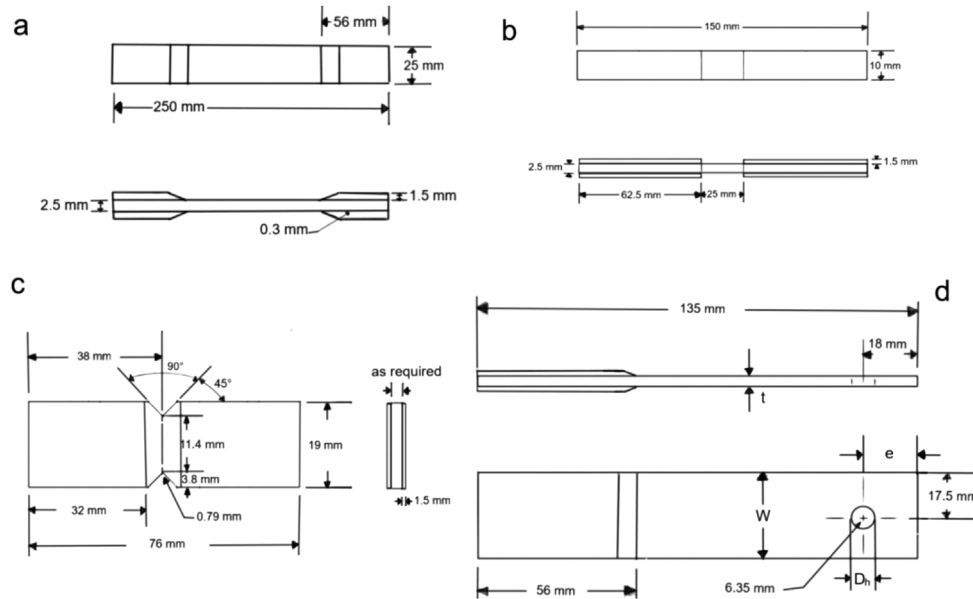 a
56 mm
25 mm
250 mm
2.5 mm
1.5 mm
0.3 mm
b
150 mm
10 mm
2.5 mm
1.5 mm
62.5 mm
25 mm
c
38 mm
90°
45°
as required
11.4 mm
19 mm
3.8 mm
1.5 mm
32 mm
0.79 mm
76 mm
d
135 mm
18 mm
t
e
17.5 mm
W
6.35 mm
Dh
56 mm